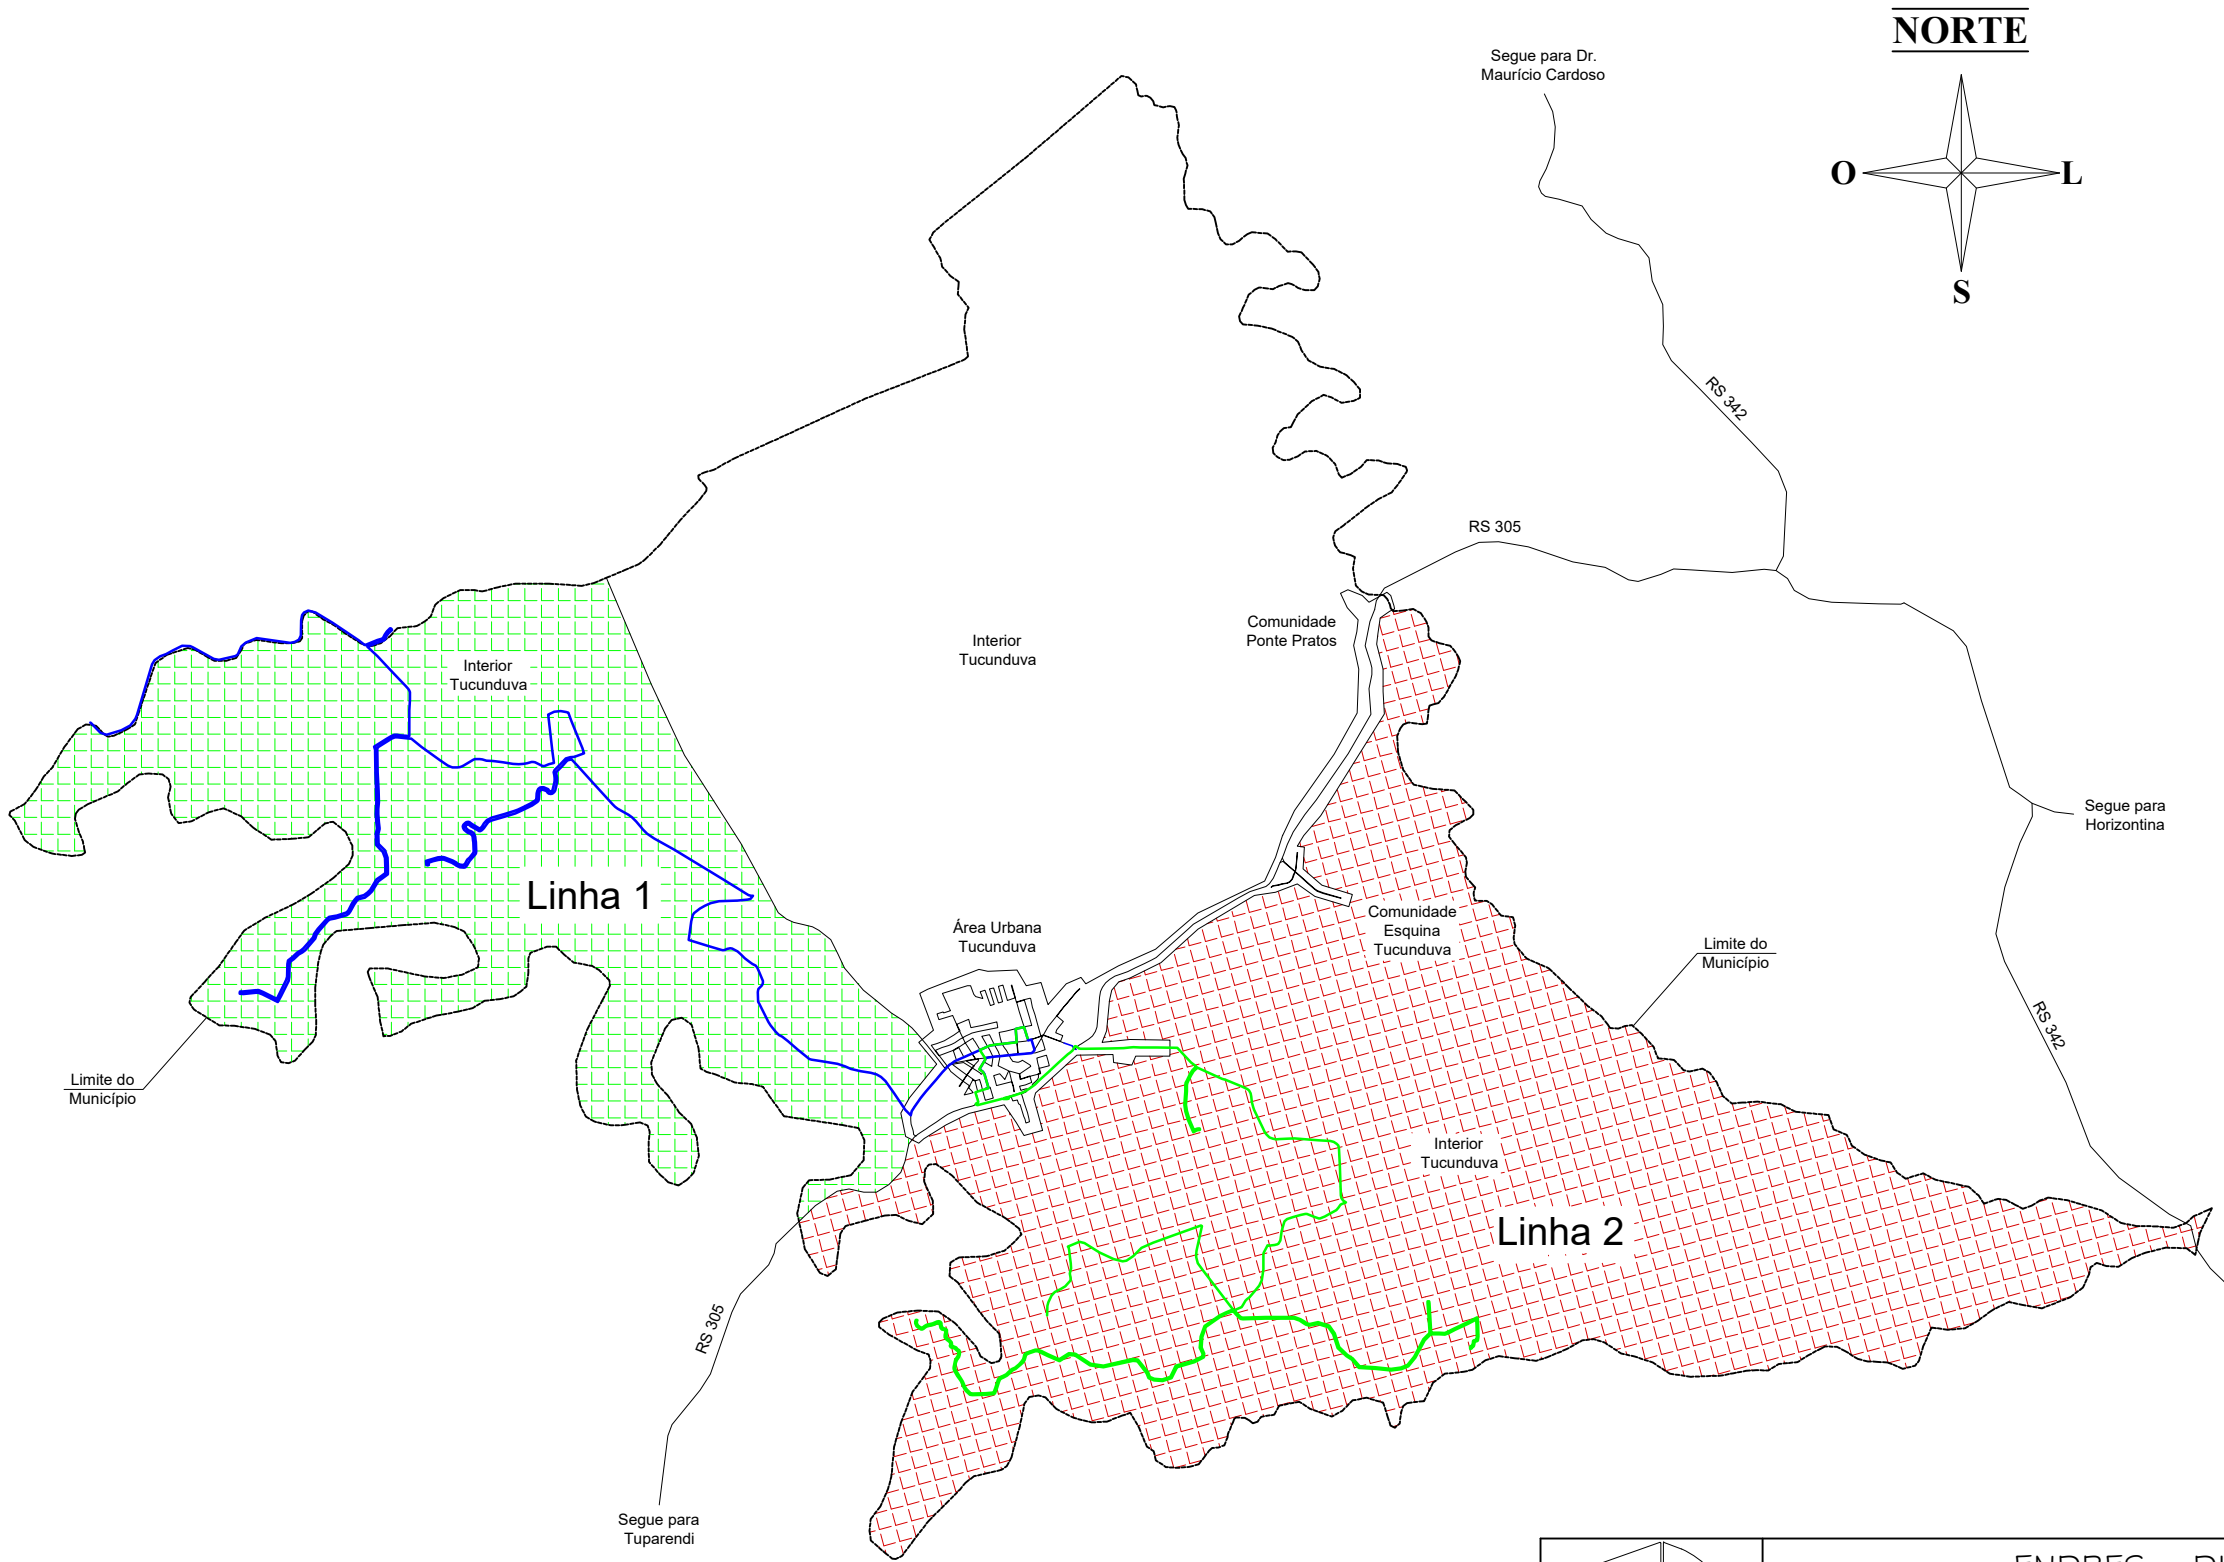 NORTE
O
L
S
Segue para Dr.
Maurício Cardoso
RS 342
RS 305
Comunidade
Ponte Pratos
Interior
Tucunduva
Interior
Tucunduva
Segue para
Horizontina
Linha 1
Área Urbana
Tucunduva
Comunidade
Esquina
Tucunduva
Limite do
Município
RS 342
Limite do
Município
Interior
Tucunduva
Linha 2
RS 305
Segue para
Tuparendi